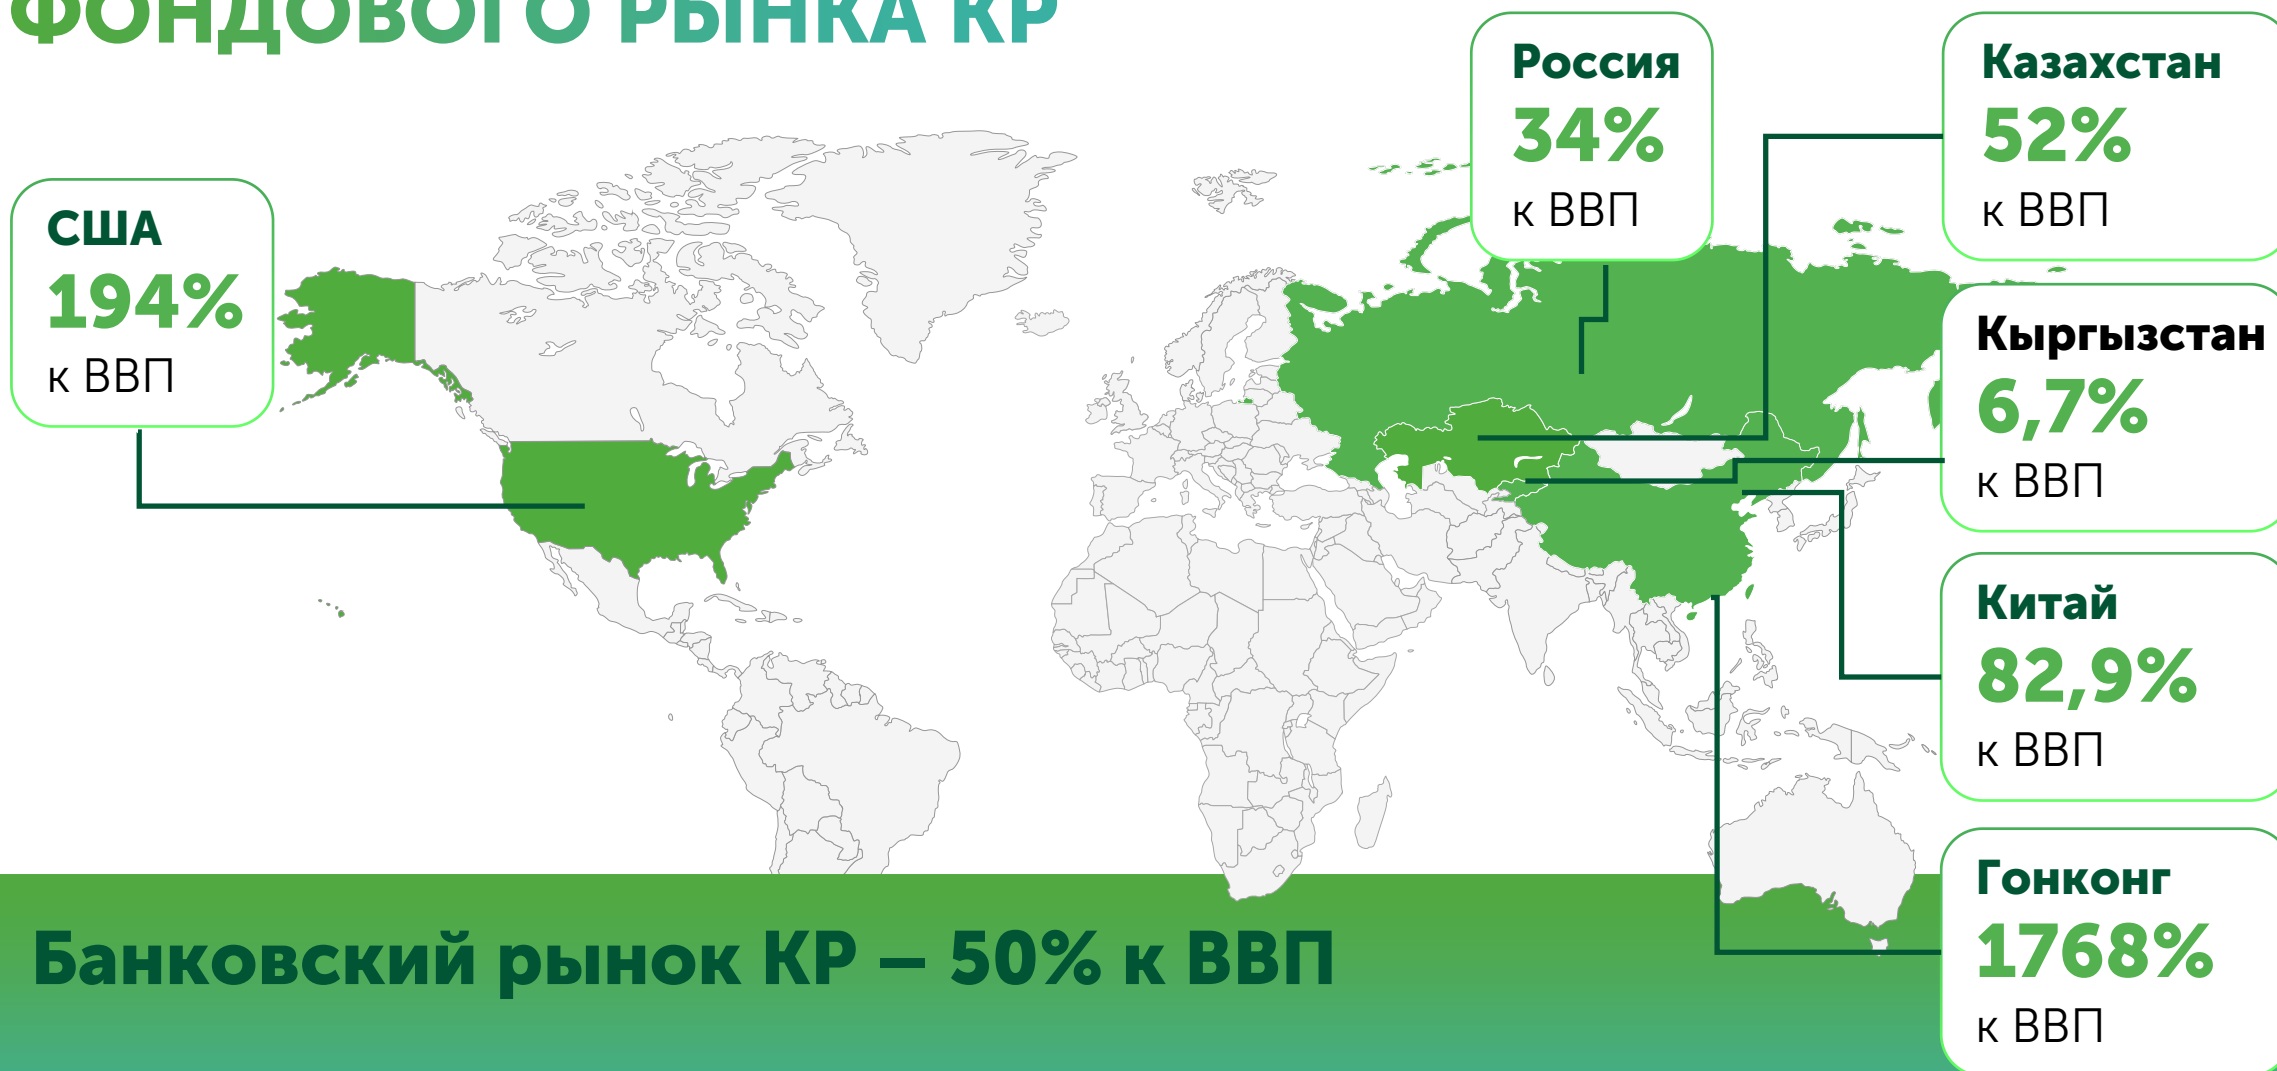 ФОНДОВОГО РЫНКА КР
Россия
34%
к ВВП
Казахстан
52%
к ВВП
США
194%
к ВВП
Кыргызстан
6,7%
к ВВП
Китай
82,9%
к ВВП
Гонконг
1768%
к ВВП
Банковский рынок КР – 50% к ВВП